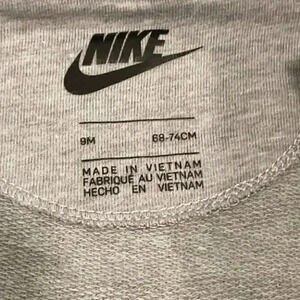 NIKE
9M 68-74CM
MADE IN VIETNAM
FABRIQUÉ AU VIETNAM
HECHO EN VIETNAM